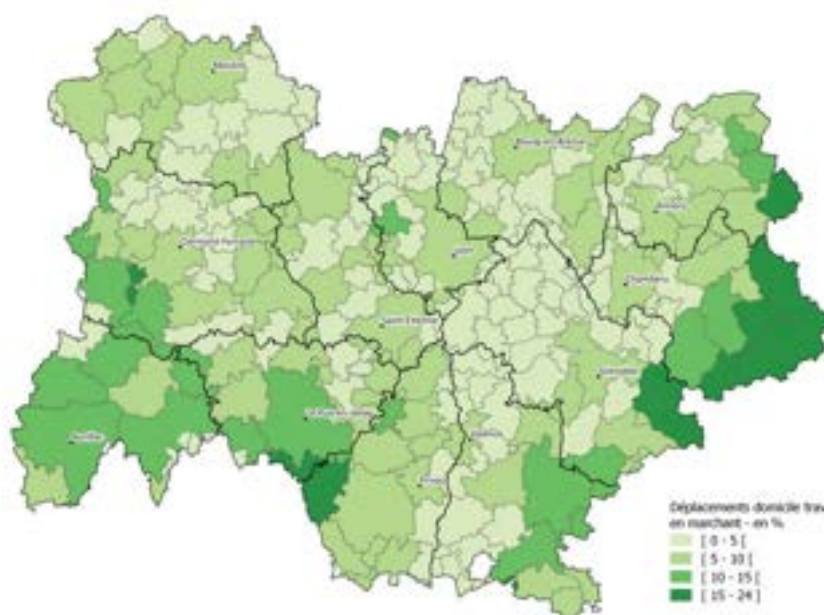 Moulins
Bourg-en-Bresse
Annecy
Clermont-Ferrand
Lyon
Chambéry
Saint-Etienne
Grenoble
Le Puy-en-Velay
Aurillac
Valence
Privas
Déplacements domicile trav
en marchant - en %
[ 0 - 5 [
[ 5 - 10 [
[ 10 - 15 [
[ 15 - 24 ]